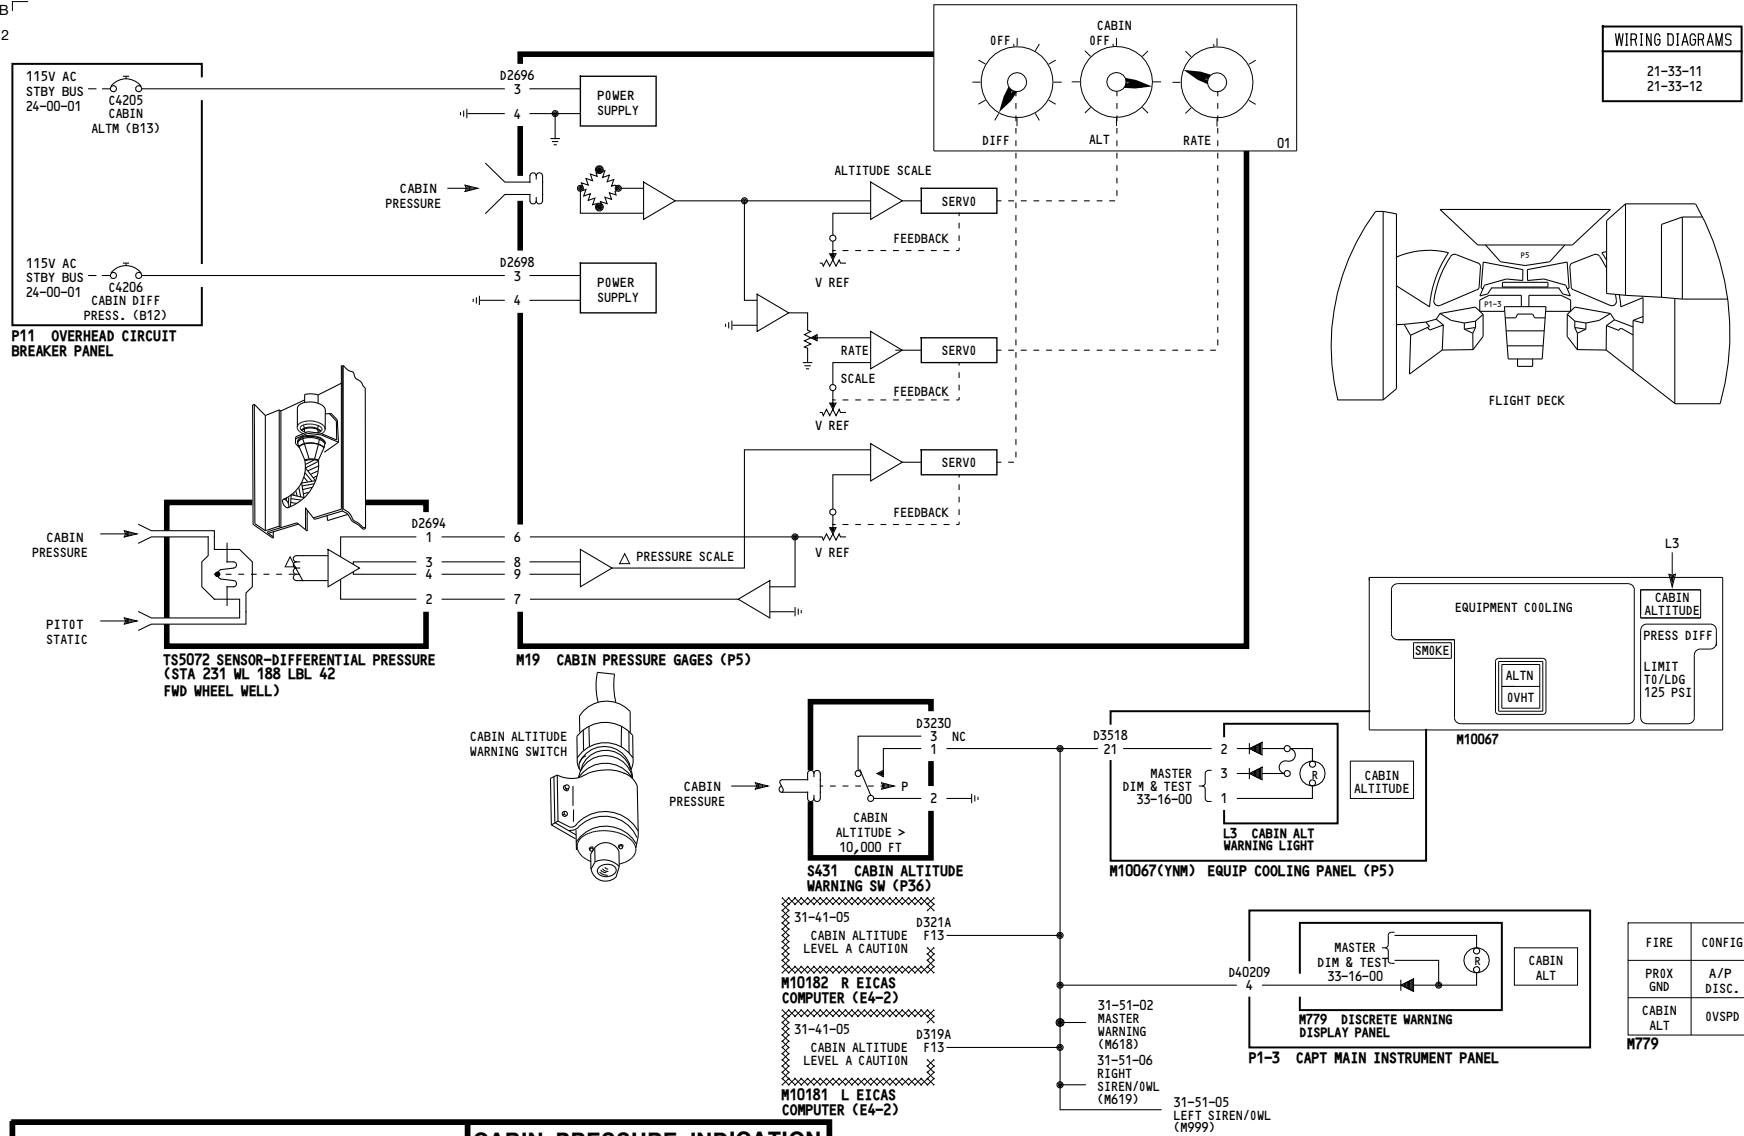 B
2
115V AC
STBY BUS
24-00-01
C4205
CABIN
ALTM (B13)
115V AC
STBY BUS
24-00-01
C4206
CABIN DIFF
PRESS. (B12)
P11 OVERHEAD CIRCUIT
BREAKER PANEL
D2696
3
4
POWER
SUPPLY
CABIN
PRESSURE
D2698
3
4
POWER
SUPPLY
CABIN
OFF
OFF
DIFF
ALT
RATE
01
ALTITUDE SCALE
SERVO
FEEDBACK
V REF
RATE
SCALE
SERVO
FEEDBACK
V REF
SERVO
FEEDBACK
V REF
△ PRESSURE SCALE
WIRING DIAGRAMS
21-33-11
21-33-12
P5
P1-3
FLIGHT DECK
CABIN
PRESSURE
PITOT
STATIC
△
D2694
1
3
4
2
6
8
9
7
TS5072 SENSOR-DIFFERENTIAL PRESSURE
(STA 231 WL 188 LBL 42
FWD WHEEL WELL)
M19 CABIN PRESSURE GAGES (P5)
L3
EQUIPMENT COOLING
CABIN
ALTITUDE
SMOKE
ALTN
OVHT
PRESS DIFF
LIMIT
TO/LDG
125 PSI
M10067
CABIN ALTITUDE
WARNING SWITCH
CABIN
PRESSURE
D3230
3 NC
1
P
2
CABIN
ALTITUDE >
10,000 FT
S431 CABIN ALTITUDE
WARNING SW (P36)
D3518
21
MASTER
DIM & TEST
33-16-00
2
3
1
R
L3 CABIN ALT
WARNING LIGHT
CABIN
ALTITUDE
M10067(YNM) EQUIP COOLING PANEL (P5)
31-41-05
CABIN ALTITUDE
LEVEL A CAUTION
D321A
F13
M10182 R EICAS
COMPUTER (E4-2)
31-41-05
CABIN ALTITUDE
LEVEL A CAUTION
D319A
F13
M10181 L EICAS
COMPUTER (E4-2)
31-51-02
MASTER
WARNING
(M618)
31-51-06
RIGHT
SIREN/OWL
(M619)
31-51-05
LEFT SIREN/OWL
(M999)
D40209
4
MASTER
DIM & TEST
33-16-00
R
M779 DISCRETE WARNING
DISPLAY PANEL
CABIN
ALT
P1-3 CAPT MAIN INSTRUMENT PANEL
FIRE
CONFIG
PROX
GND
A/P
DISC.
CABIN
ALT
OVSPD
M779
CABIN PRESSURE INDICATION